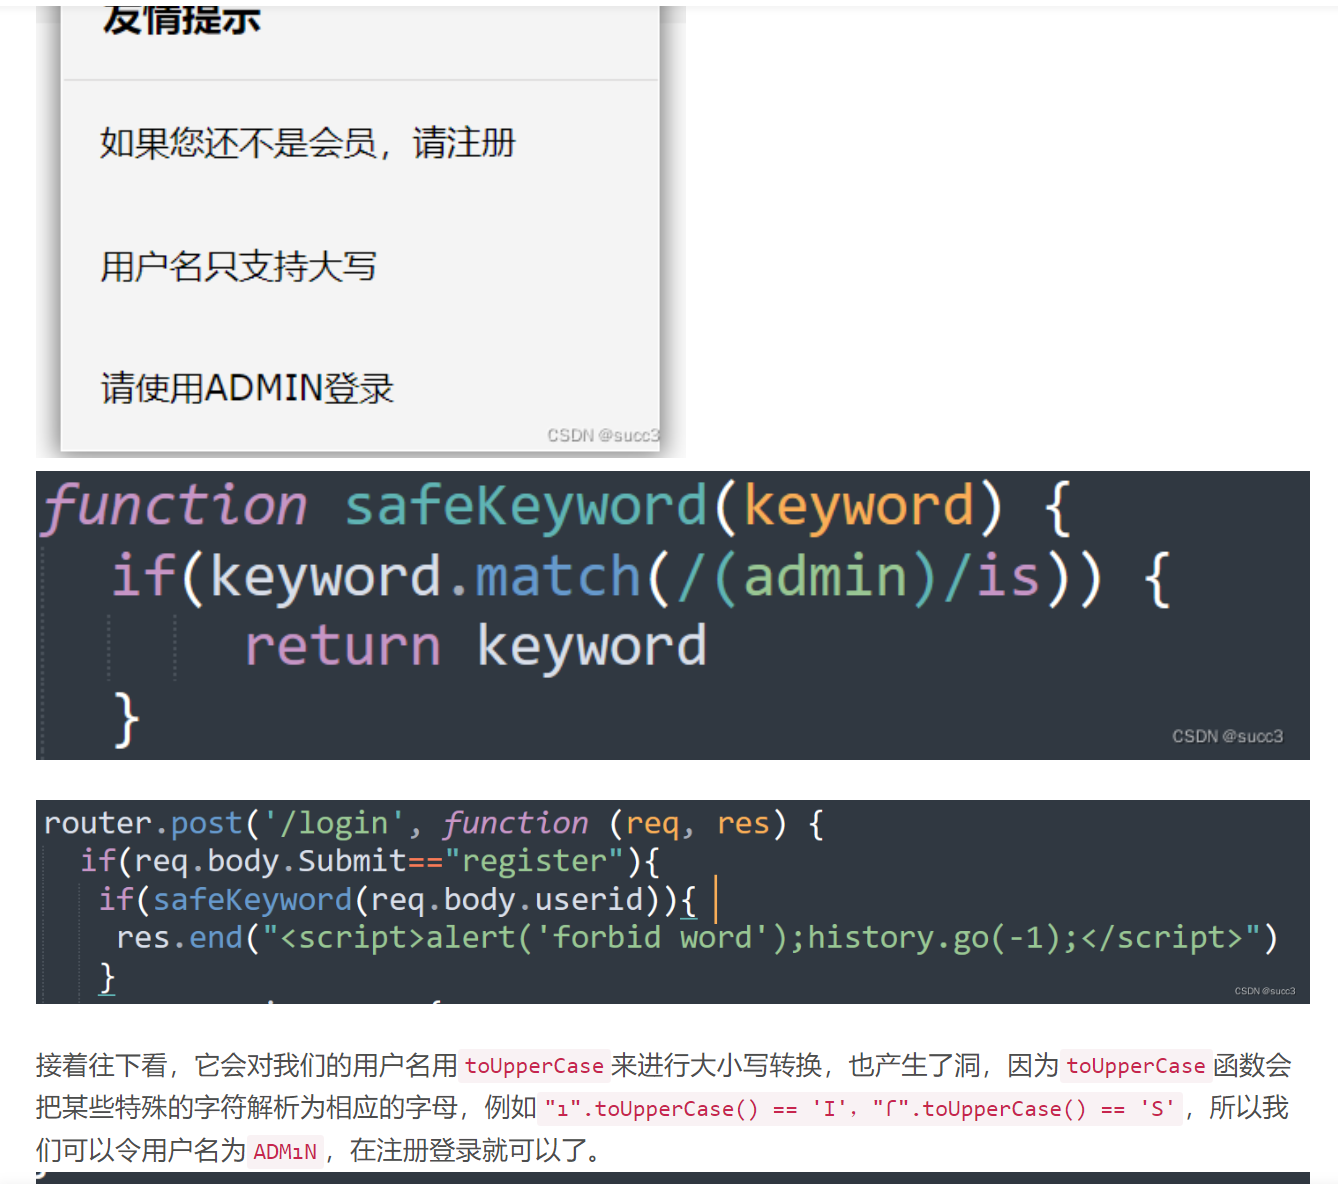 友情提示
如果您还不是会员，请注册
用户名只支持大写
请使用ADMIN登录
CSDN @succ3
function safeKeyword(keyword) {
if(keyword.match(/(admin)/is)) {
return keyword
}
CSDN @succ3
router.post('/login', function (req, res) {
if(req.body.Submit=="register"){
if(safeKeyword(req.body.userid)){
res.end("<script>alert('forbid word');history.go(-1);</script>")
}
CSDN @succ3
接着往下看，它会对我们的用户名用 toUpperCase 来进行大小写转换，也产生了洞，因为 toUpperCase 函数会
把某些特殊的字符解析为相应的字母，例如 "ı".toUpperCase() == 'I'，"ſ".toUpperCase() == 'S' ，所以我
们可以令用户名为 ADMıN ，在注册登录就可以了。